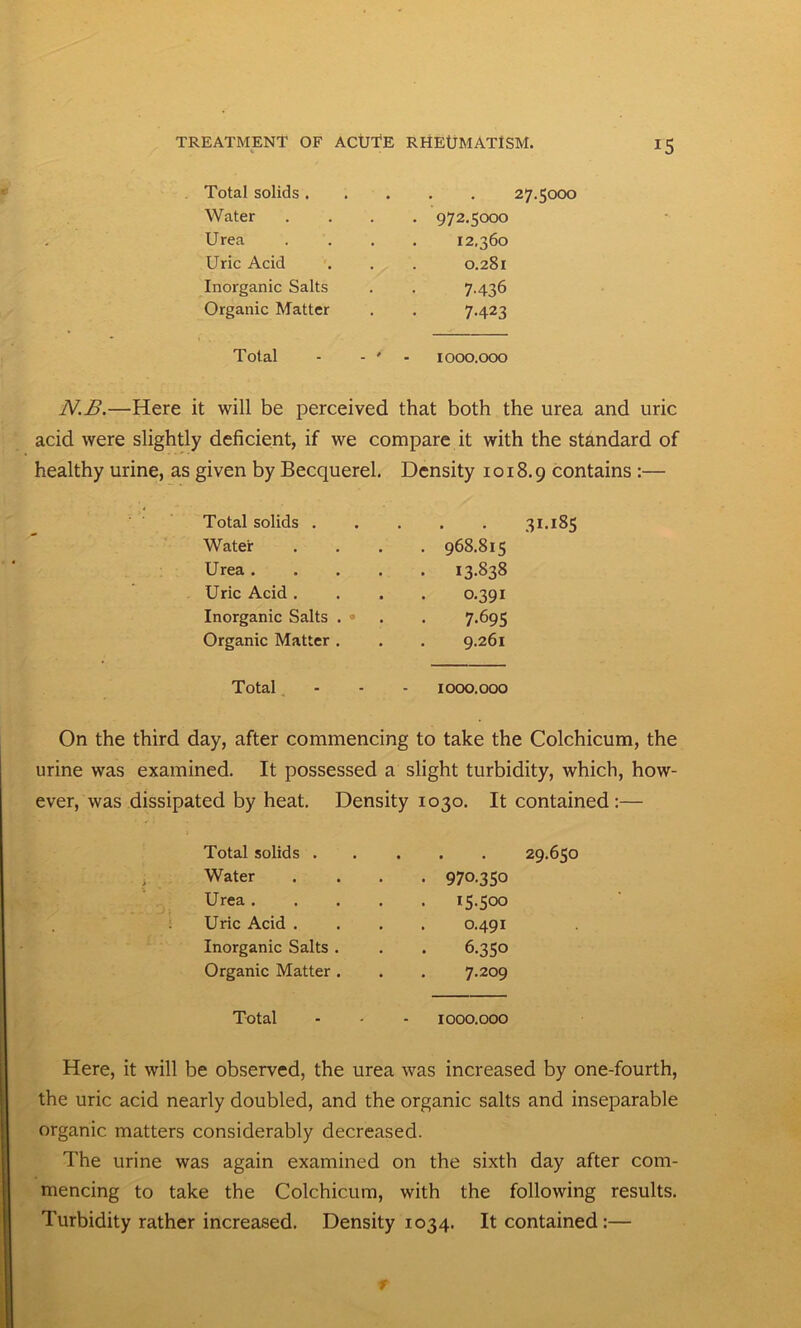 TREATMENT OF ACUTE RHEUMATISM. 15
Total solids . . . . . 27.5000
Water . . . . 972.5000
Urea . . . . 12.360
Uric Acid . . . 0.281
Inorganic Salts . . 7.436
Organic Matter . . 7.423
Total - - ' - 1000.000
N.B.—Here it will be perceived that both the urea and uric
acid were slightly deficient, if we compare it with the standard of
healthy urine, as given by Becquerel. Density 1018.9 contains :—
Total solids . . . . . 31.185
Water . . . . 968.815
Urea . . . . . 13.838
Uric Acid . . . . 0.391
Inorganic Salts . . . 7.695
Organic Matter . . . 9.261
Total - - - 1000.000
On the third day, after commencing to take the Colchicum, the
urine was examined. It possessed a slight turbidity, which, how-
ever, was dissipated by heat. Density 1030. It contained :—
Total solids . . . . . 29.650
Water . . . . 970.350
Urea . . . . . 15.500
Uric Acid . . . . 0.491
Inorganic Salts . . . 6.350
Organic Matter . . . 7.209
Total - - - 1000.000
Here, it will be observed, the urea was increased by one-fourth,
the uric acid nearly doubled, and the organic salts and inseparable
organic matters considerably decreased.
The urine was again examined on the sixth day after com-
mencing to take the Colchicum, with the following results.
Turbidity rather increased. Density 1034. It contained :—